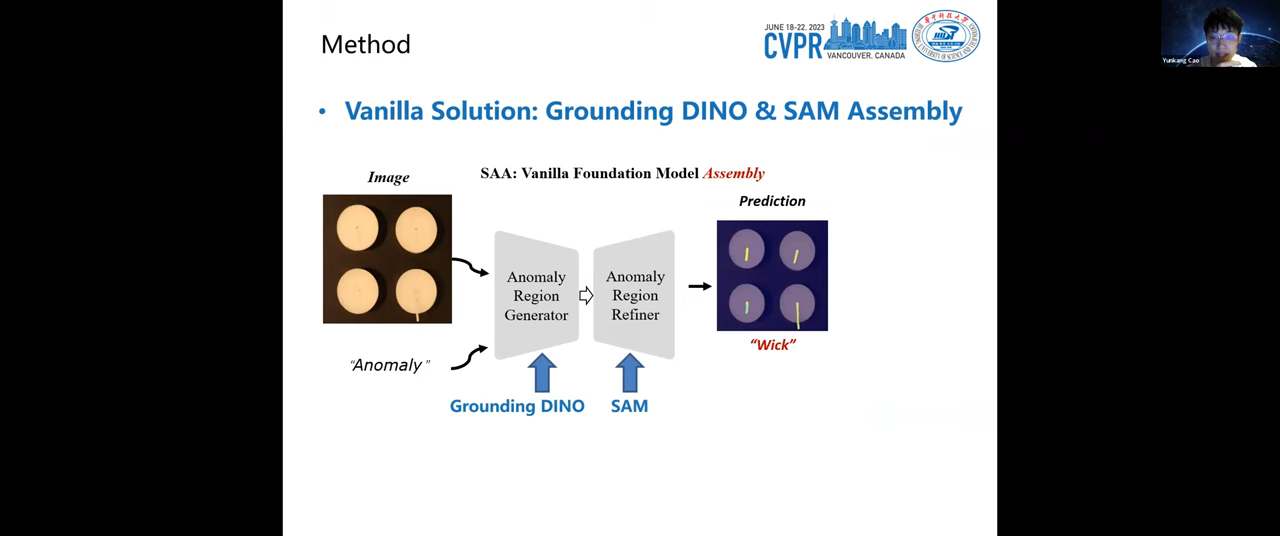 Method
JUNE 18-22, 2023
CVPR
VANCOUVER, CANADA
Yunkang Cao
• Vanilla Solution: Grounding DINO & SAM Assembly
SAA: Vanilla Foundation Model Assembly
Image
Prediction
Anomaly
Region
Generator
Anomaly
Region
Refiner
"Wick"
"Anomaly"
Grounding DINO
SAM